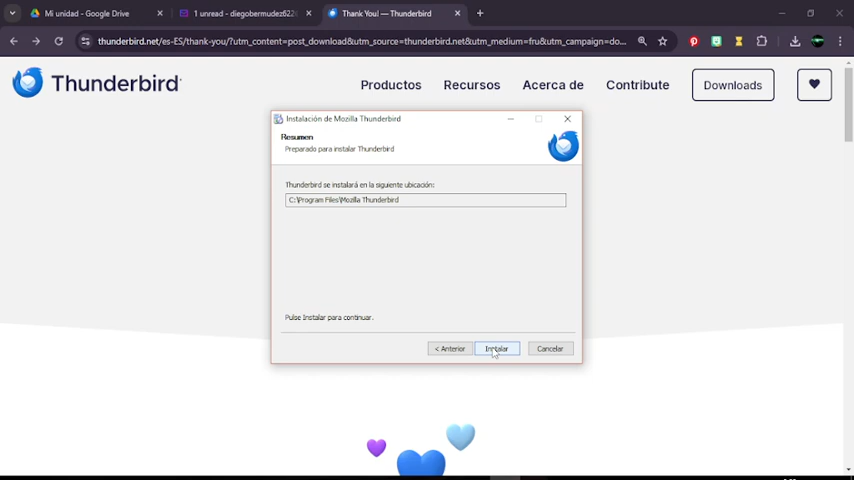 Mi unidad - Google Drive
1 unread - diegobermudez622
Thank You! — Thunderbird
thunderbird.net/es-ES/thank-you/?utm_content=post_download&utm_source=thunderbird.net&utm_medium=fru&utm_campaign=do...
Thunderbird
Productos
Recursos
Acerca de
Contribute
Downloads
Instalación de Mozilla Thunderbird
Resumen
Preparado para instalar Thunderbird
Thunderbird se instalará en la siguiente ubicación:
C:\Program Files\Mozilla Thunderbird
Pulse Instalar para continuar.
< Anterior
Instalar
Cancelar